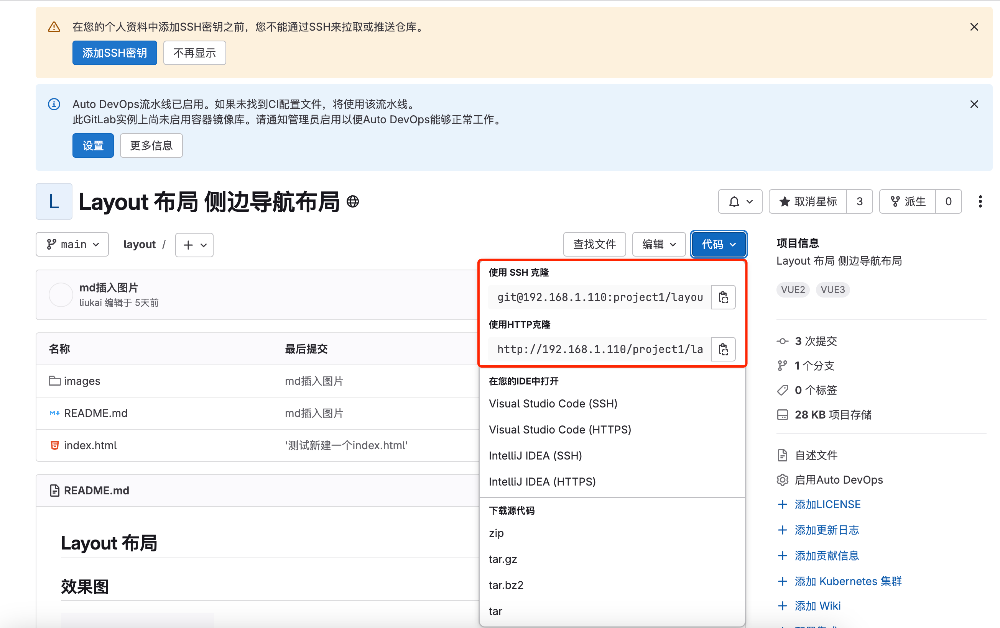 在您的个人资料中添加SSH密钥之前，您不能通过SSH来拉取或推送仓库。
添加SSH密钥 不再显示
Auto DevOps流水线已启用。如果未找到CI配置文件，将使用该流水线。
此GitLab实例上尚未启用容器镜像库。请通知管理员启用以便Auto DevOps能够正常工作。
设置 更多信息
L Layout 布局 侧边导航布局
取消星标 3 派生 0
main layout / +
查找文件 编辑 代码
使用 SSH 克隆
git@192.168.1.110:project1/layou
使用HTTP克隆
http://192.168.1.110/project1/la
在您的IDE中打开
Visual Studio Code (SSH)
Visual Studio Code (HTTPS)
IntelliJ IDEA (SSH)
IntelliJ IDEA (HTTPS)
下载源代码
zip
tar.gz
tar.bz2
tar
md插入图片
liukai 编辑于 5天前
名称 最后提交
images md插入图片
README.md md插入图片
index.html '测试新建一个index.html'
README.md
Layout 布局
效果图
项目信息
Layout 布局 侧边导航布局
VUE2 VUE3
3 次提交
1 个分支
0 个标签
28 KB 项目存储
自述文件
启用Auto DevOps
添加LICENSE
添加更新日志
添加贡献信息
添加 Kubernetes 集群
添加 Wiki